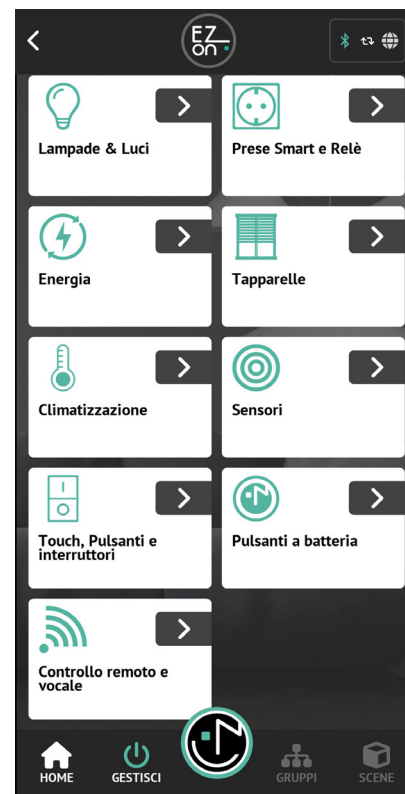 EZ
on
Lampade & Luci
Prese Smart e Relè
Energia
Tapparelle
Climatizzazione
Sensori
Touch, Pulsanti e
interruttori
Pulsanti a batteria
Controllo remoto e
vocale
HOME
GESTISCI
GRUPPI
SCENE